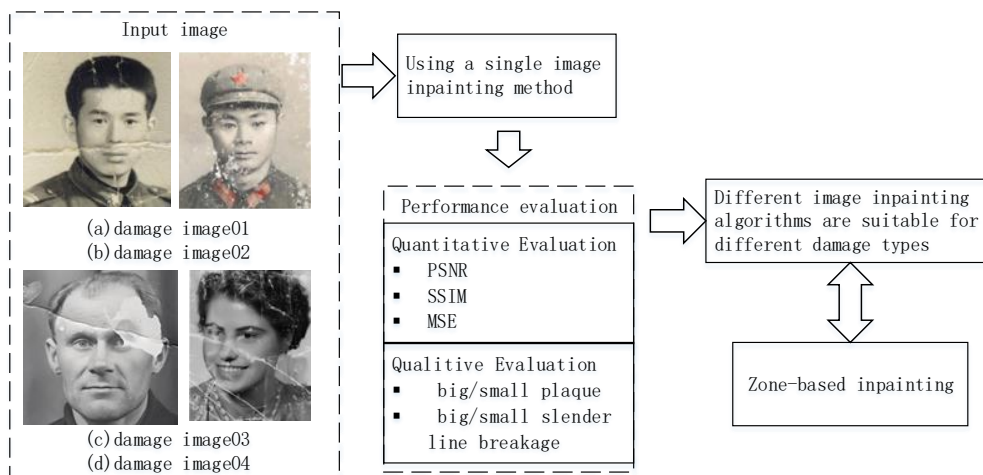 Input image
(a)damage image01
(b)damage image02
(c)damage image03
(d)damage image04
Using a single image
inpainting method
Performance evaluation
Quantitative Evaluation
▪ PSNR
▪ SSIM
▪ MSE
Qualitive Evaluation
▪ big/small plaque
▪ big/small slender
line breakage
Different image inpainting
algorithms are suitable for
different damage types
Zone-based inpainting